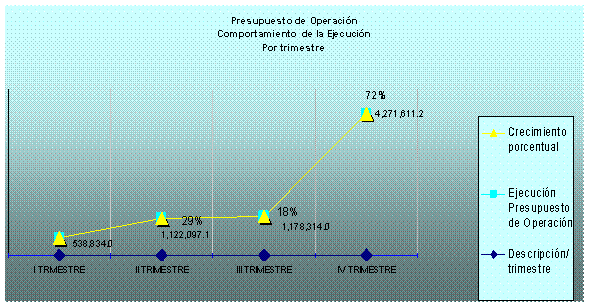 Presupuesto de Operación
Comportamiento de la Ejecución
Por trimestre
72%
4,271,611.2
29%
18%
538,834.0
1,122,097.1
1,178,314.0
I TRIMESTRE
II TRIMESTRE
III TRIMESTRE
IV TRIMESTRE
Crecimiento
porcentual
Ejecución
Presupuesto
de Operación
Descripción/
trimestre